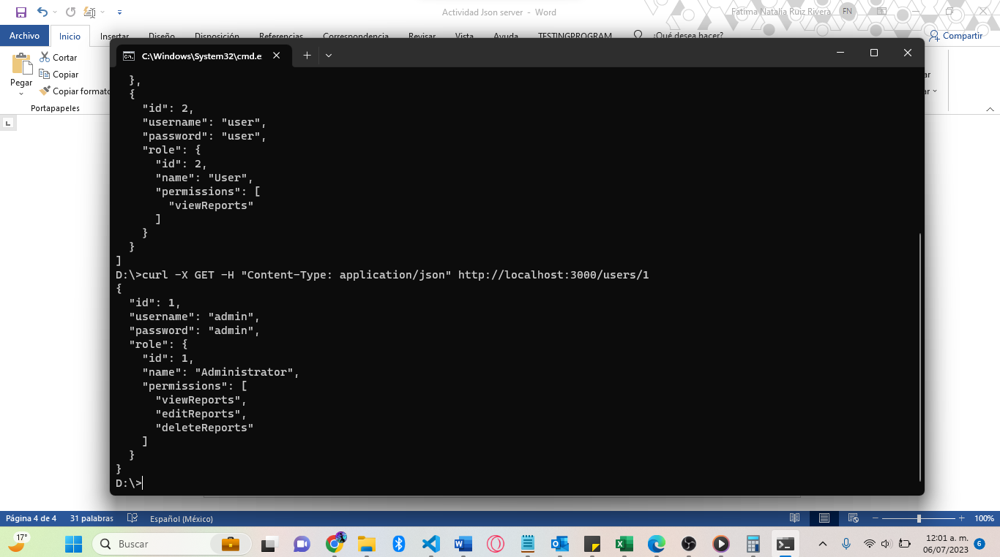 Actividad Json server - Word
Fatima Natalia Ruiz Rivera
FN
Archivo
Inicio
Insertar
Diseño
Disposición
Referencias
Correspondencia
Revisar
Vista
Ayuda
TESTINGPROGRAM
¿Qué desea hacer?
Compartir
Pegar
Cortar
Copiar
Copiar formato
Portapapeles
C:\Windows\System32\cmd.e
},
{
"id": 2,
"username": "user",
"password": "user",
"role": {
"id": 2,
"name": "User",
"permissions": [
"viewReports"
]
}
}
]
D:\>curl -X GET -H "Content-Type: application/json" http://localhost:3000/users/1
{
"id": 1,
"username": "admin",
"password": "admin",
"role": {
"id": 1,
"name": "Administrator",
"permissions": [
"viewReports",
"editReports",
"deleteReports"
]
}
}
D:\>
Página 4 de 4
31 palabras
Español (México)
100%
17°
Buscar
12:01 a. m.
06/07/2023
6